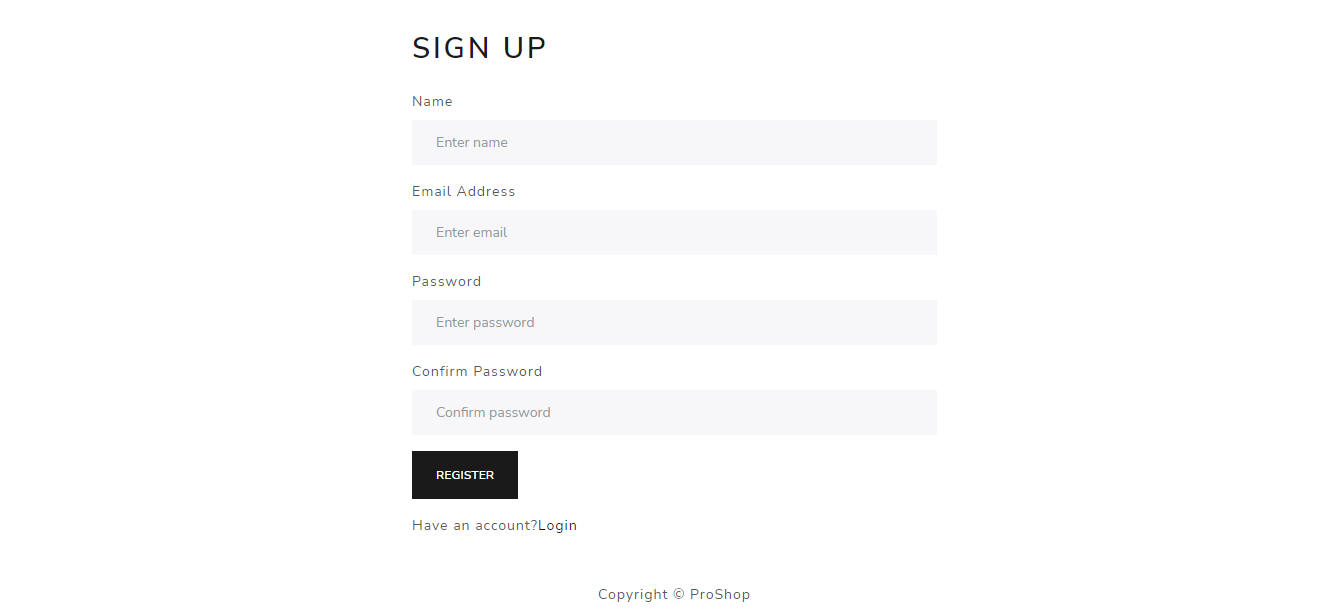 SIGN UP
Name
Enter name
Email Address
Enter email
Password
Enter password
Confirm Password
Confirm password
REGISTER
Have an account?Login
Copyright © ProShop